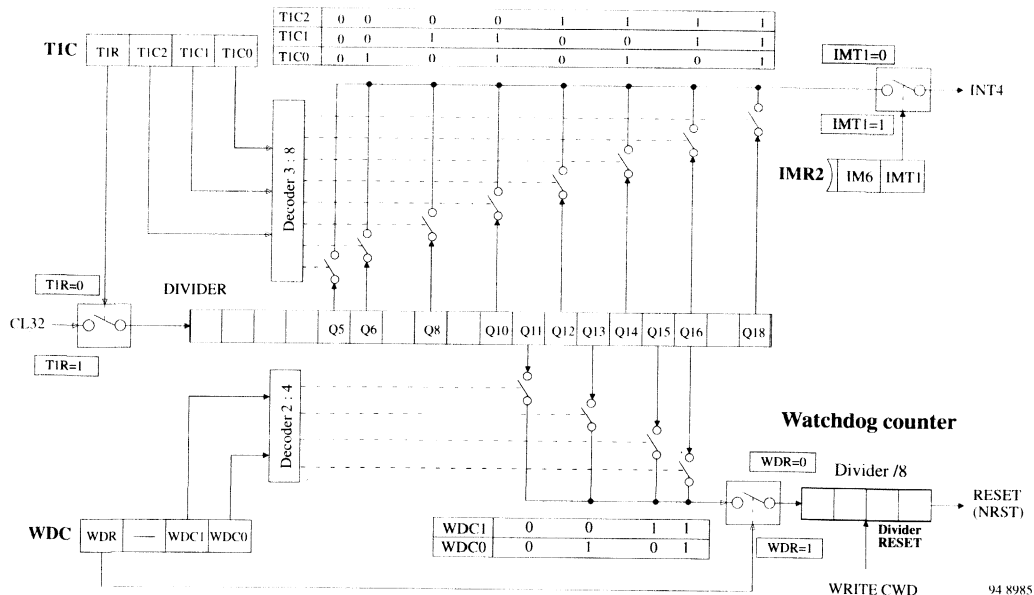 T1C2 0 0 0 0 1 1 1 1
T1C1 0 0 1 1 0 0 1 1
T1C0 0 1 0 1 0 1 0 1
T1C T1R T1C2 T1C1 T1C0
IMT1=0
INT4
IMT1=1
IMR2 IM6 IMT1
Decoder 3 : 8
T1R=0
DIVIDER
CL32
T1R=1
Q5 Q6 Q8 Q10 Q11 Q12 Q13 Q14 Q15 Q16 Q18
Decoder 2 : 4
Watchdog counter
WDR=0
Divider /8
RESET
(NRST)
Divider
RESET
WDC WDR — WDC1 WDC0
WDC1 0 0 1 1
WDC0 0 1 0 1
WDR=1
WRITE CWD
94 8985